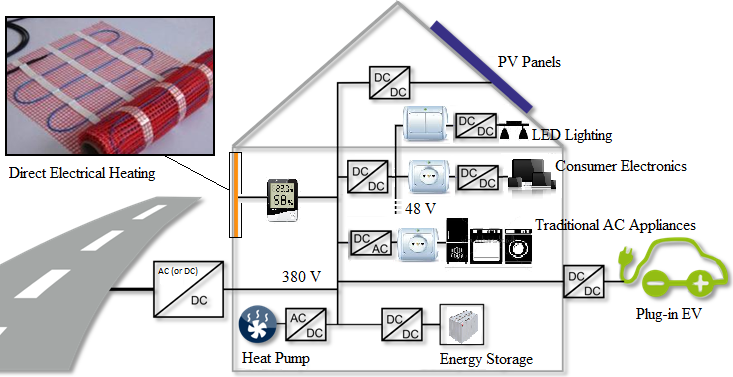 PV Panels
DC
DC
DC
DC
LED Lighting
Direct Electrical Heating
DC
DC
DC
DC
Consumer Electronics
48 V
DC
AC
Traditional AC Appliances
AC (or DC)
DC
380 V
DC
DC
Plug-in EV
AC
DC
Heat Pump
DC
DC
Energy Storage